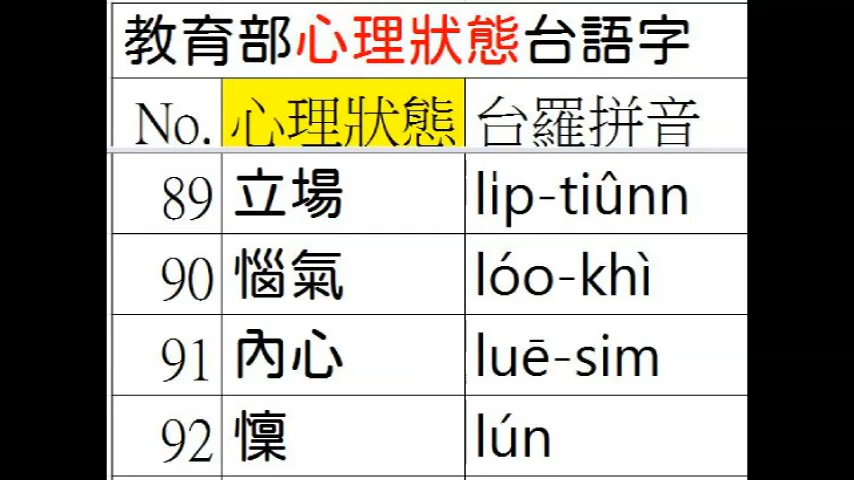 教育部心理狀態台語字
No. 心理狀態 台羅拼音
89 立場 li̍p-tiûnn
90 惱氣 lóo-khì
91 內心 luē-sim
92 懍 lún